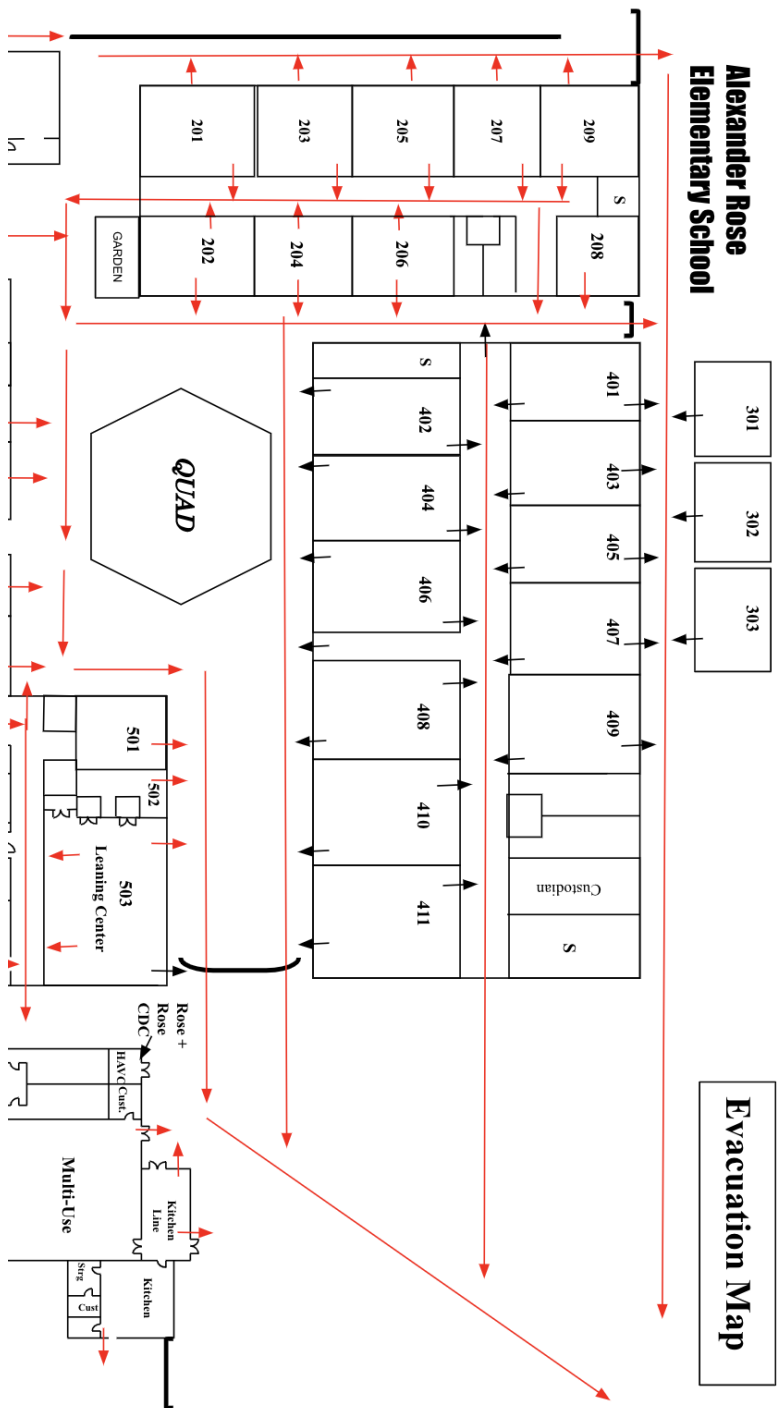 Alexander Rose
Elementary School
Evacuation Map
301
302
303
209
207
205
203
201
S
208
206
204
202
GARDEN
401
403
405
407
409
Custodian
S
S
402
404
406
408
410
411
QUAD
501
502
503
Leaning Center
Rose +
Rose
CDC
HAVC
Cust.
Multi-Use
Kitchen
Line
Kitchen
Strg
Cust